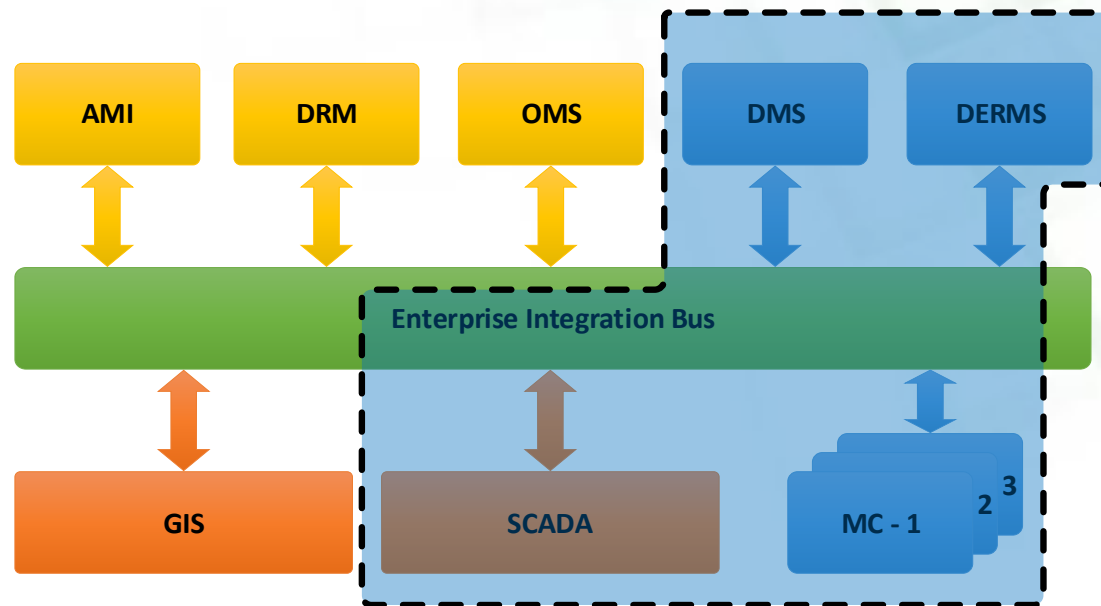 AMI
DRM
OMS
DMS
DERMS
Enterprise Integration Bus
GIS
SCADA
MC - 1
2
3